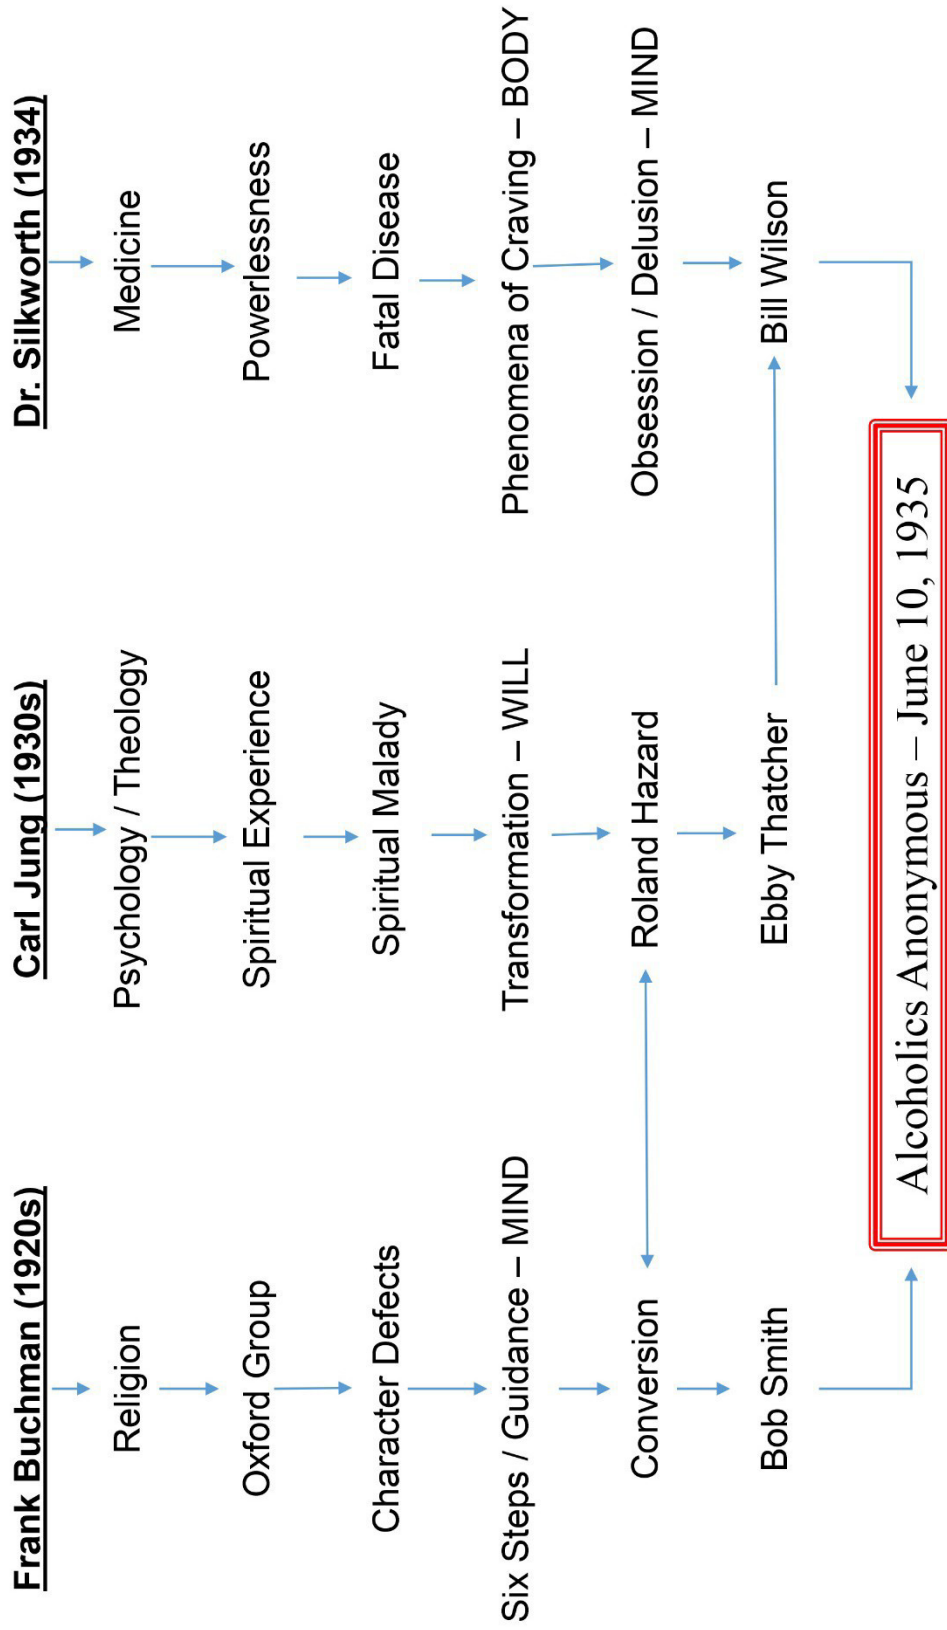 Frank Buchman (1920s)
Religion
Oxford Group
Character Defects
Six Steps / Guidance – MIND
Conversion
Bob Smith
Carl Jung (1930s)
Psychology / Theology
Spiritual Experience
Spiritual Malady
Transformation – WILL
Roland Hazard
Ebby Thatcher
Dr. Silkworth (1934)
Medicine
Powerlessness
Fatal Disease
Phenomena of Craving – BODY
Obsession / Delusion – MIND
Bill Wilson
Alcoholics Anonymous – June 10, 1935